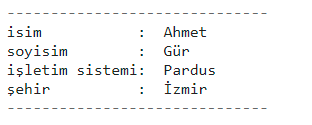 -----------------------------
isim          :  Ahmet
soyisim       :  Gür
işletim sistemi:  Pardus
şehir         :  İzmir
-----------------------------